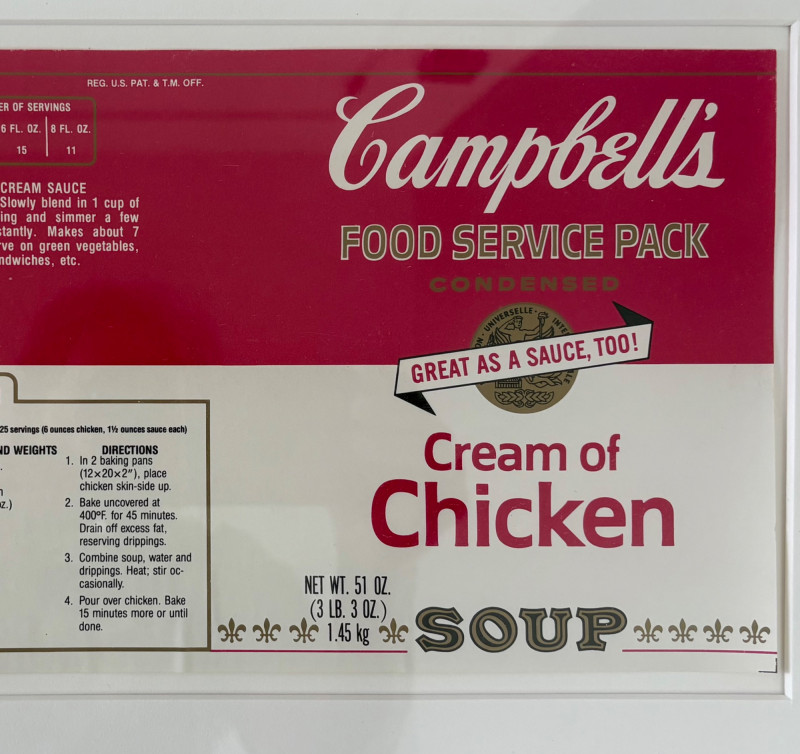 REG. U.S. PAT. & T.M. OFF.
ER OF SERVINGS
6 FL. OZ. 8 FL. OZ.
15 11
CREAM SAUCE
Slowly blend in 1 cup of
ing and simmer a few
stantly. Makes about 7
rve on green vegetables,
ndwiches, etc.
Campbell's
FOOD SERVICE PACK
CONDENSED
UNIVERSELLE
GREAT AS A SAUCE, TOO!
Cream of
Chicken
25 servings (6 ounces chicken, 1½ ounces sauce each)
ND WEIGHTS
z.)
DIRECTIONS
1. In 2 baking pans
(12×20×2"), place
chicken skin-side up.
2. Bake uncovered at
400°F. for 45 minutes.
Drain off excess fat,
reserving drippings.
3. Combine soup, water and
drippings. Heat; stir oc-
casionally.
4. Pour over chicken. Bake
15 minutes more or until
done.
NET WT. 51 OZ.
(3 LB. 3 OZ.)
1.45 kg
SOUP